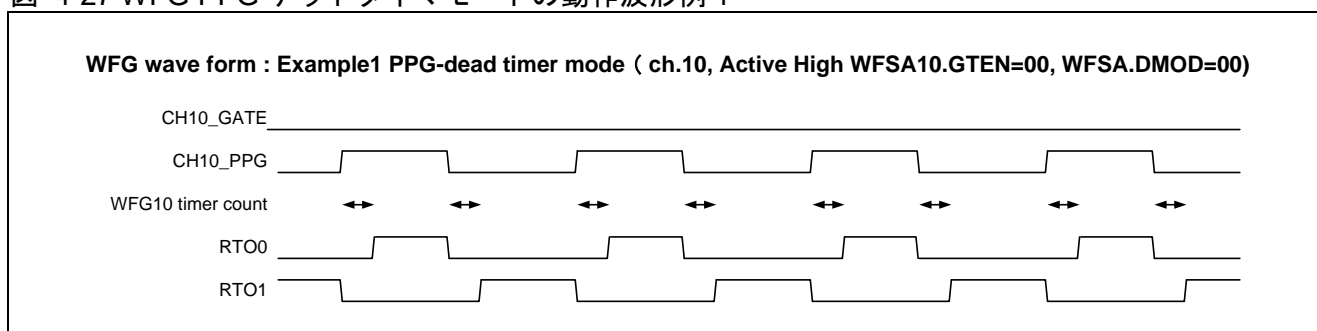 WFG wave form : Example1 PPG-dead timer mode（ ch.10, Active High WFSA10.GTEN=00, WFSA.DMOD=00)
CH10_GATE
CH10_PPG
WFG10 timer count
RTO0
RTO1